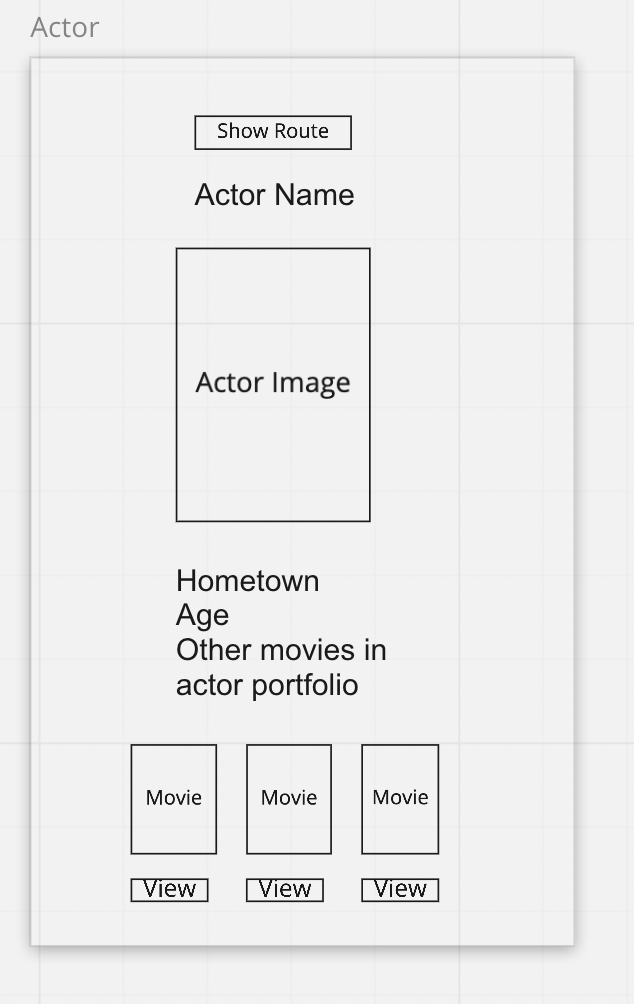 Actor
Show Route
Actor Name
Actor Image
Hometown
Age
Other movies in
actor portfolio
Movie Movie Movie
View View View